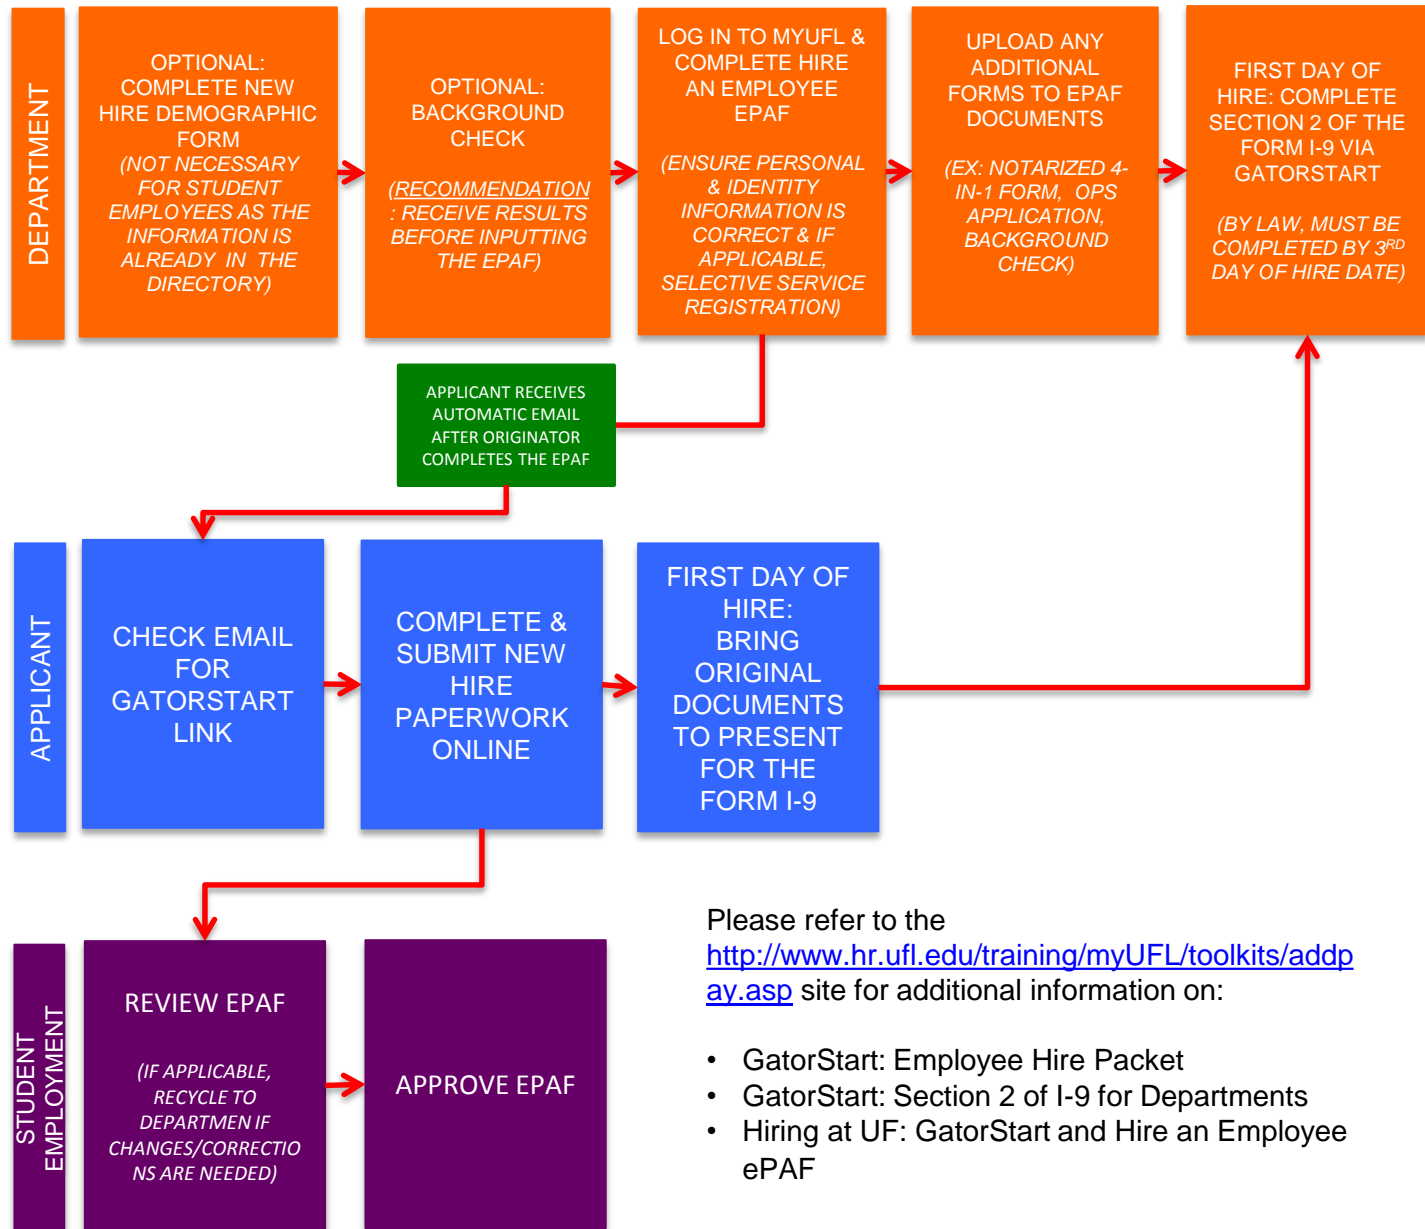 DEPARTMENT
OPTIONAL:
COMPLETE NEW
HIRE DEMOGRAPHIC
FORM
(NOT NECESSARY
FOR STUDENT
EMPLOYEES AS THE
INFORMATION IS
ALREADY IN THE
DIRECTORY)
OPTIONAL:
BACKGROUND
CHECK
(RECOMMENDATION
: RECEIVE RESULTS
BEFORE INPUTTING
THE EPAF)
LOG IN TO MYUFL &
COMPLETE HIRE
AN EMPLOYEE
EPAF
(ENSURE PERSONAL
& IDENTITY
INFORMATION IS
CORRECT & IF
APPLICABLE,
SELECTIVE SERVICE
REGISTRATION)
UPLOAD ANY
ADDITIONAL
FORMS TO EPAF
DOCUMENTS
(EX: NOTARIZED 4-
IN-1 FORM, OPS
APPLICATION,
BACKGROUND
CHECK)
FIRST DAY OF
HIRE: COMPLETE
SECTION 2 OF THE
FORM I-9 VIA
GATORSTART
(BY LAW, MUST BE
COMPLETED BY 3RD
DAY OF HIRE DATE)
APPLICANT RECEIVES
AUTOMATIC EMAIL
AFTER ORIGINATOR
COMPLETES THE EPAF
APPLICANT
CHECK EMAIL
FOR
GATORSTART
LINK
COMPLETE &
SUBMIT NEW
HIRE
PAPERWORK
ONLINE
FIRST DAY OF
HIRE:
BRING
ORIGINAL
DOCUMENTS
TO PRESENT
FOR THE
FORM I-9
STUDENT
EMPLOYMENT
REVIEW EPAF
(IF APPLICABLE,
RECYCLE TO
DEPARTMEN IF
CHANGES/CORRECTIO
NS ARE NEEDED)
APPROVE EPAF
Please refer to the
http://www.hr.ufl.edu/training/myUFL/toolkits/addp
ay.asp site for additional information on:
• GatorStart: Employee Hire Packet
• GatorStart: Section 2 of I-9 for Departments
• Hiring at UF: GatorStart and Hire an Employee
ePAF